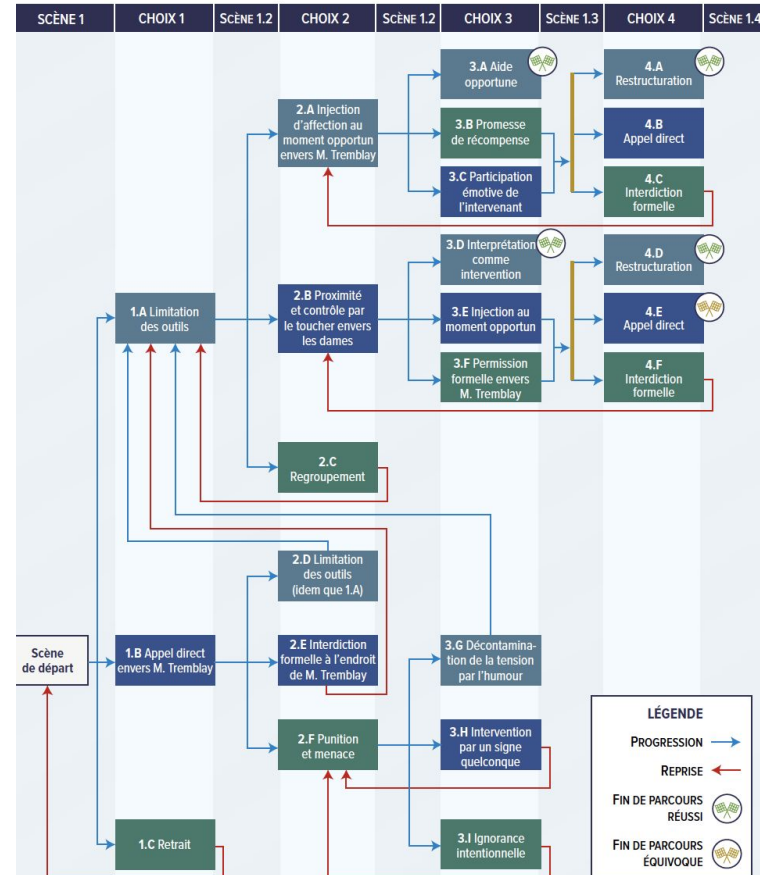 SCÈNE 1
CHOIX 1
SCÈNE 1.2
CHOIX 2
SCÈNE 1.2
CHOIX 3
SCÈNE 1.3
CHOIX 4
SCÈNE 1.4
3.A Aide
opportune
4.A
Restructuration
2.A Injection
d'affection au
moment opportun
envers M. Tremblay
3.B Promesse
de récompense
4.B
Appel direct
3.C Participation
émotive de
l'intervenant
4.C
Interdiction
formelle
3.D Interprétation
comme
intervention
4.D
Restructuration
1.A Limitation
des outils
2.B Proximité
et contrôle par
le toucher envers
les dames
3.E Injection au
moment opportun
4.E
Appel direct
3.F Permission
formelle envers
M. Tremblay
4.F
Interdiction
formelle
2.C
Regroupement
2.D Limitation
des outils
(idem que 1.A)
Scène
de départ
1.B Appel direct
envers M. Tremblay
2.E Interdiction
formelle à l'endroit
de M. Tremblay
3.G Décontamina-
tion de la tension
par l'humour
2.F Punition
et menace
3.H Intervention
par un signe
quelconque
1.C Retrait
3.I Ignorance
intentionnelle
LÉGENDE
PROGRESSION
REPRISE
FIN DE PARCOURS
RÉUSSI
FIN DE PARCOURS
ÉQUIVOQUE